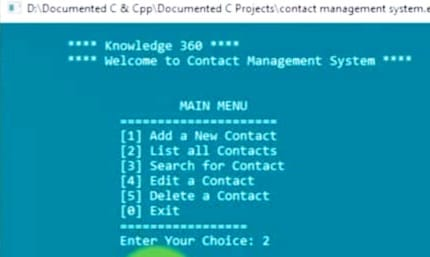 D:\Documented C & Cpp\Documented C Projects\contact management system.e
**** Knowledge 360 ****
**** Welcome to Contact Management System ****
MAIN MENU
======================
[1] Add a New Contact
[2] List all Contacts
[3] Search for Contact
[4] Edit a Contact
[5] Delete a Contact
[0] Exit
=================
Enter Your Choice: 2